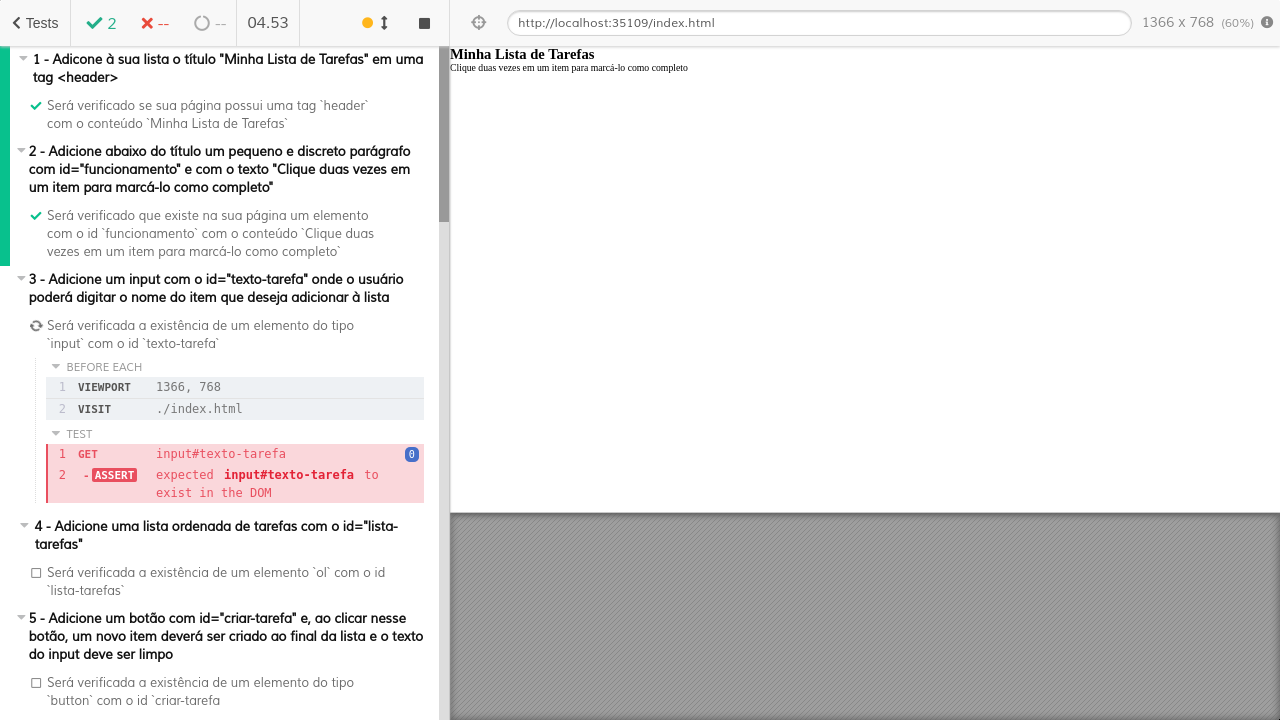 Tests
2
--
--
04.53
http://localhost:35109/index.html
1366 x 768 (60%)
1 - Adicone à sua lista o título "Minha Lista de Tarefas" em uma
tag <header>
Será verificado se sua página possui uma tag `header`
com o conteúdo `Minha Lista de Tarefas`
2 - Adicione abaixo do título um pequeno e discreto parágrafo
com id="funcionamento" e com o texto "Clique duas vezes em
um item para marcá-lo como completo"
Será verificado que existe na sua página um elemento
com o id `funcionamento` com o conteúdo `Clique duas
vezes em um item para marcá-lo como completo`
3 - Adicione um input com o id="texto-tarefa" onde o usuário
poderá digitar o nome do item que deseja adicionar à lista
Será verificada a existência de um elemento do tipo
`input` com o id `texto-tarefa`
BEFORE EACH
1 VIEWPORT 1366, 768
2 VISIT ./index.html
TEST
1 GET input#texto-tarefa 0
2 -ASSERT expected input#texto-tarefa to
exist in the DOM
4 - Adicione uma lista ordenada de tarefas com o id="lista-
tarefas"
Será verificada a existência de um elemento `ol` com o id
`lista-tarefas`
5 - Adicione um botão com id="criar-tarefa" e, ao clicar nesse
botão, um novo item deverá ser criado ao final da lista e o texto
do input deve ser limpo
Será verificada a existência de um elemento do tipo
`button` com o id `criar-tarefa
Minha Lista de Tarefas
Clique duas vezes em um item para marcá-lo como completo